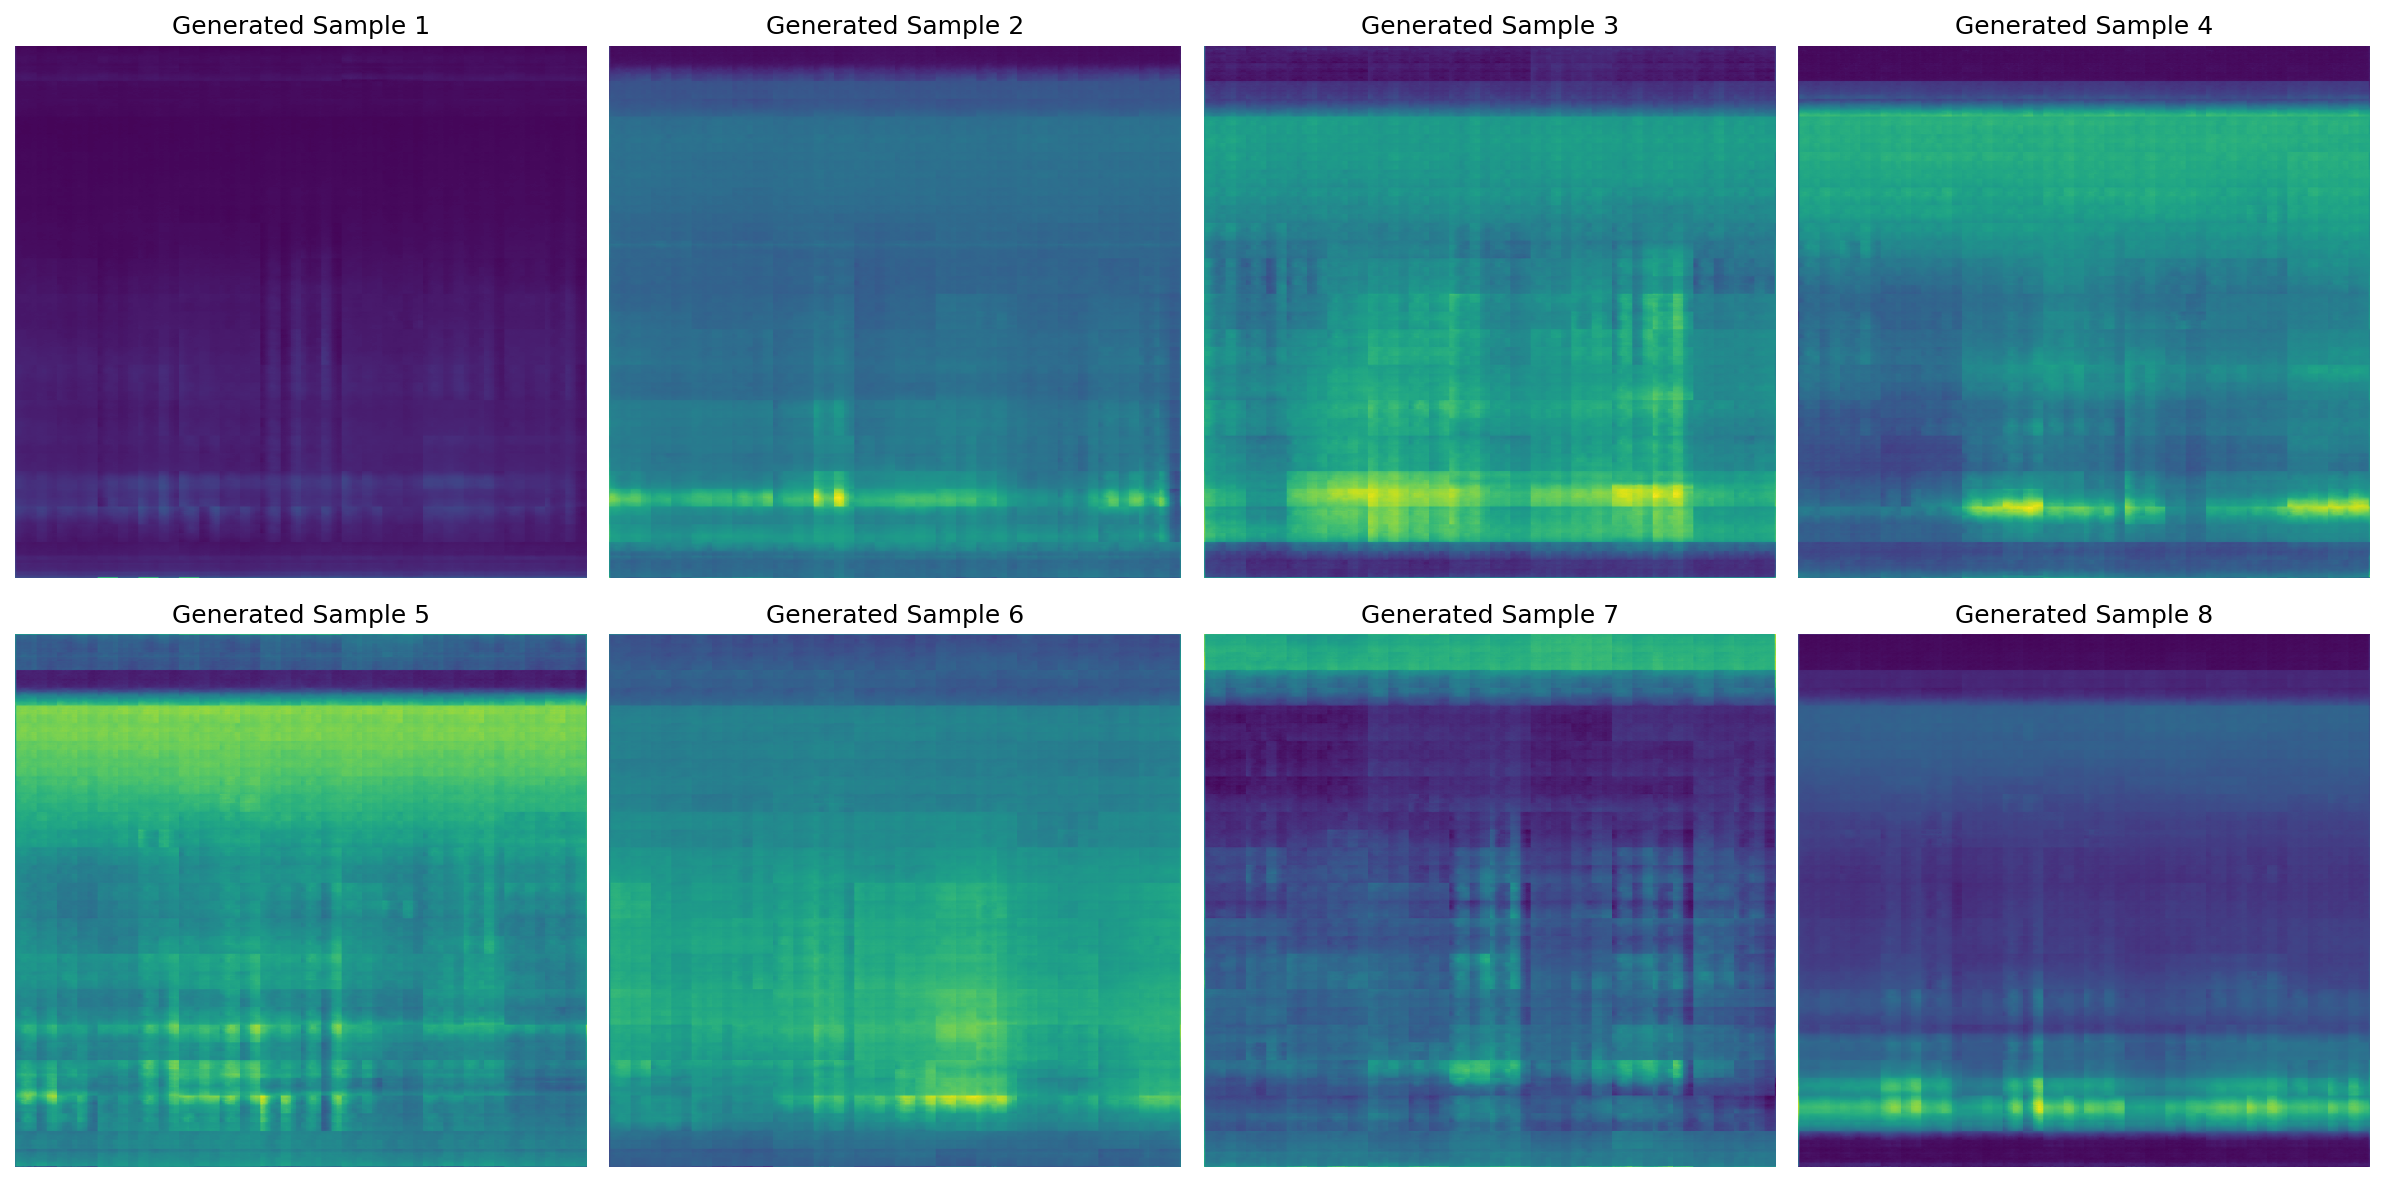 Generated Sample 1
Generated Sample 2
Generated Sample 3
Generated Sample 4
Generated Sample 5
Generated Sample 6
Generated Sample 7
Generated Sample 8